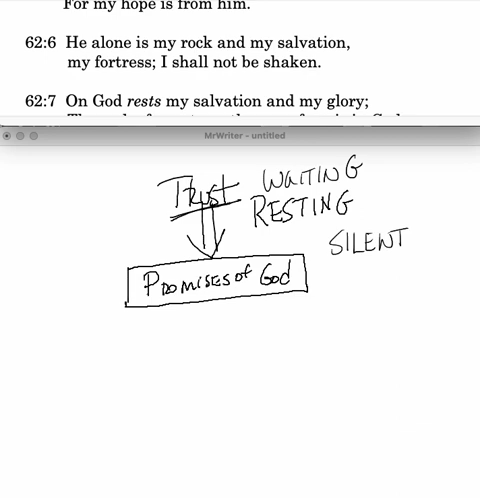 For my hope is from him.
62:6 He alone is my rock and my salvation,
my fortress; I shall not be shaken.
62:7 On God rests my salvation and my glory;
MrWriter - untitled
Trust WAITING
RESTING
SILENT
PROMISES of God